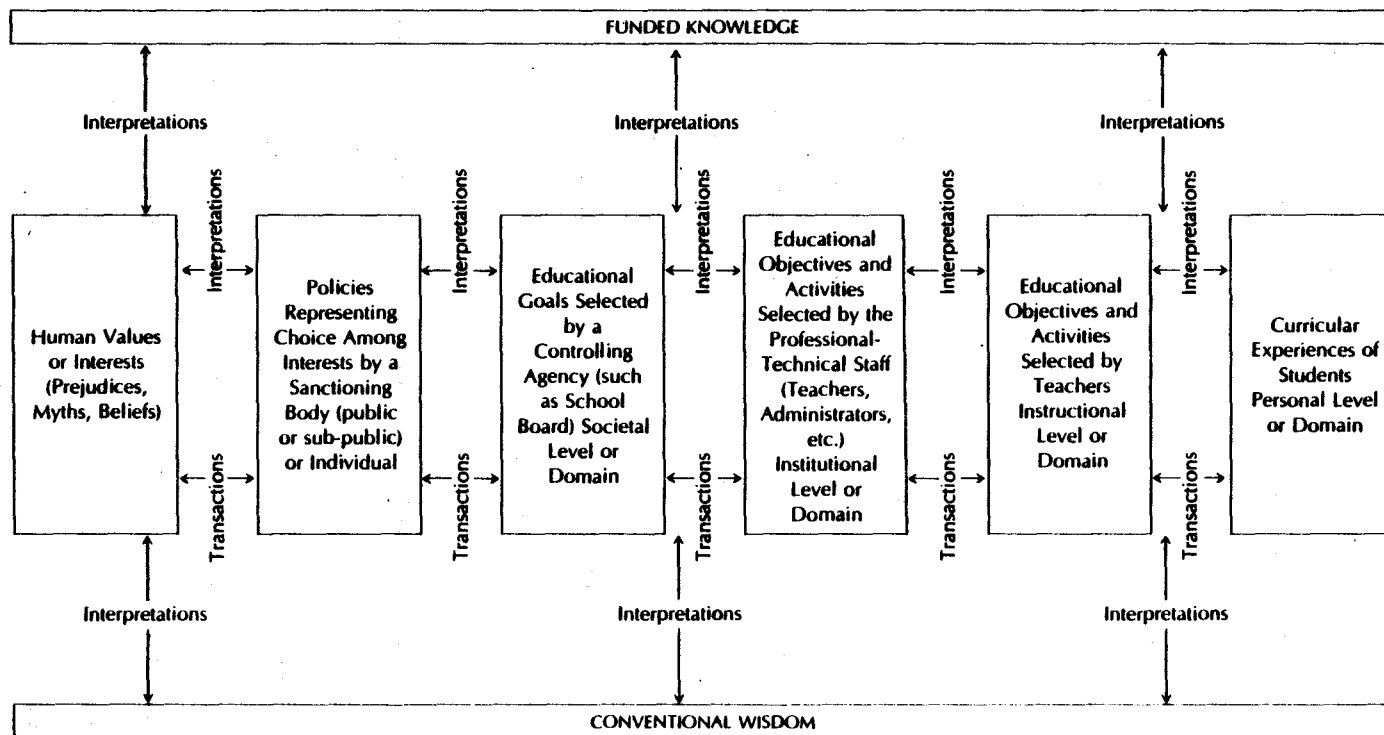 FUNDED KNOWLEDGE
Interpretations
Interpretations
Interpretations
Human Values
or Interests
(Prejudices,
Myths, Beliefs)
Interpretations
Transactions
Policies
Representing
Choice Among
Interests by a
Sanctioning
Body (public
or sub-public)
or Individual
Interpretations
Transactions
Educational
Goals Selected
by a
Controlling
Agency (such
as School
Board) Societal
Level or
Domain
Interpretations
Transactions
Educational
Objectives and
Activities
Selected by the
Professional-
Technical Staff
(Teachers,
Administrators,
etc.)
Institutional
Level or
Domain
Interpretations
Transactions
Educational
Objectives and
Activities
Selected by
Teachers
Instructional
Level or
Domain
Interpretations
Transactions
Curricular
Experiences of
Students
Personal Level
or Domain
Interpretations
Interpretations
Interpretations
CONVENTIONAL WISDOM